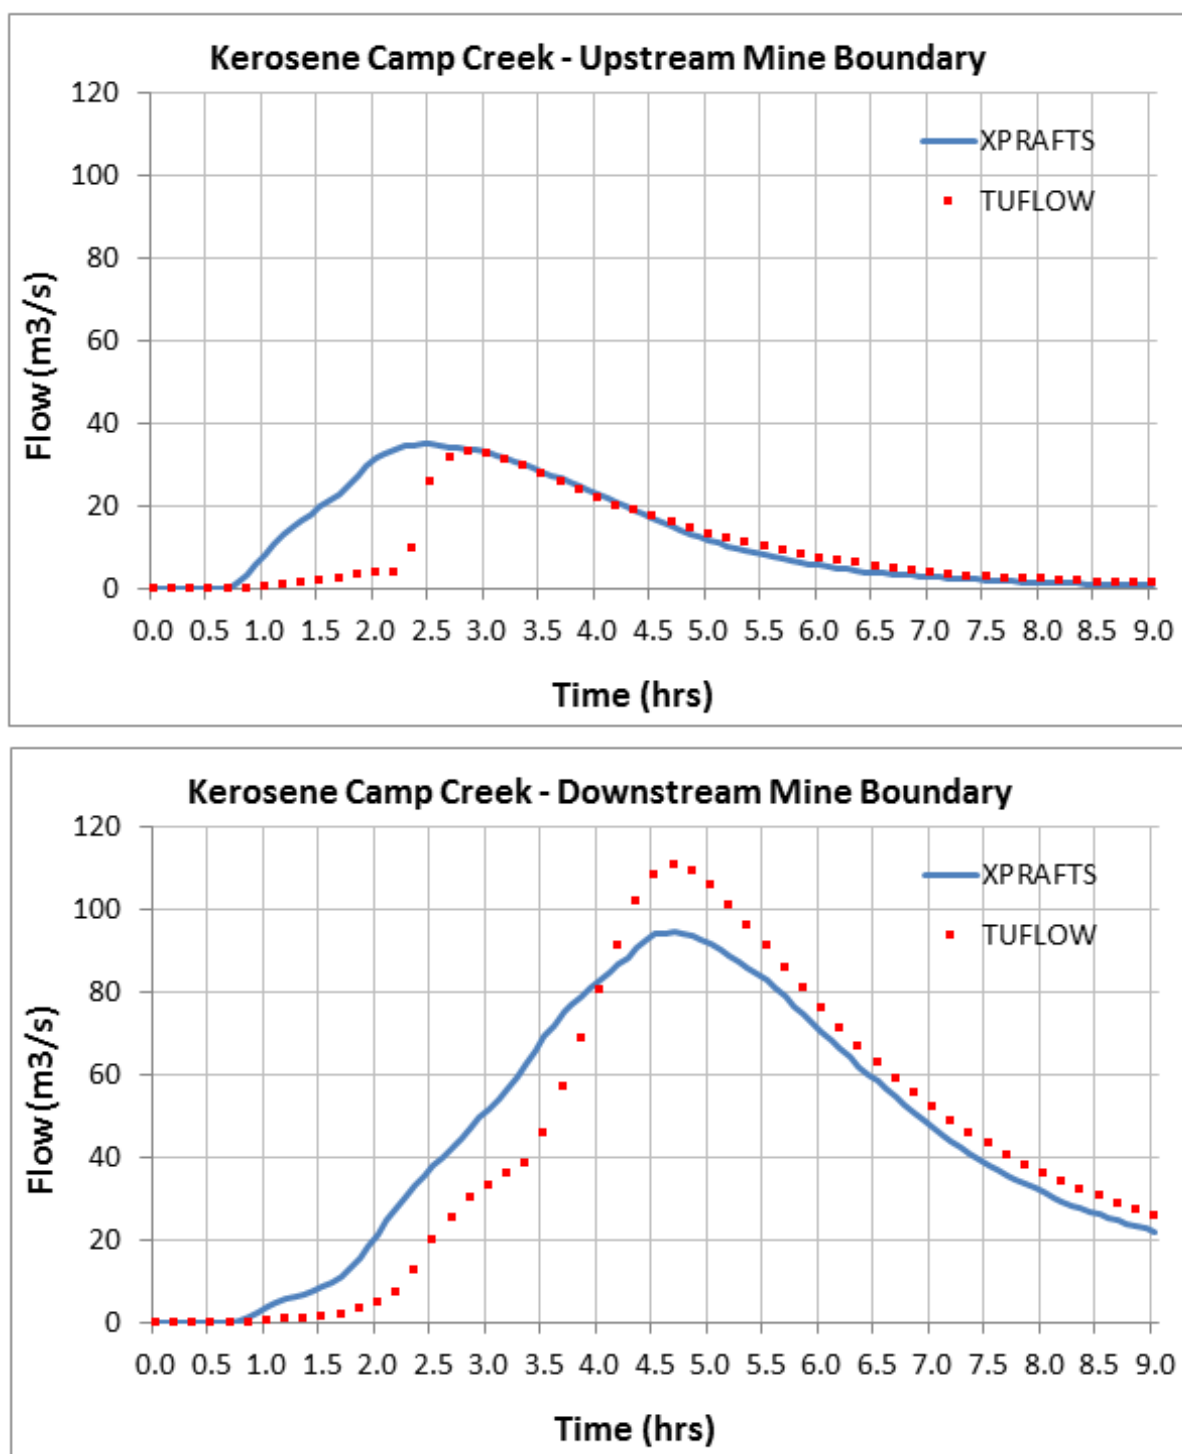 Kerosene Camp Creek - Upstream Mine Boundary
120
100
80
60
40
20
0
Flow (m3/s)
XPRAFTS
TUFLOW
0.0 0.5 1.0 1.5 2.0 2.5 3.0 3.5 4.0 4.5 5.0 5.5 6.0 6.5 7.0 7.5 8.0 8.5 9.0
Time (hrs)
Kerosene Camp Creek - Downstream Mine Boundary
120
100
80
60
40
20
0
Flow (m3/s)
XPRAFTS
TUFLOW
0.0 0.5 1.0 1.5 2.0 2.5 3.0 3.5 4.0 4.5 5.0 5.5 6.0 6.5 7.0 7.5 8.0 8.5 9.0
Time (hrs)